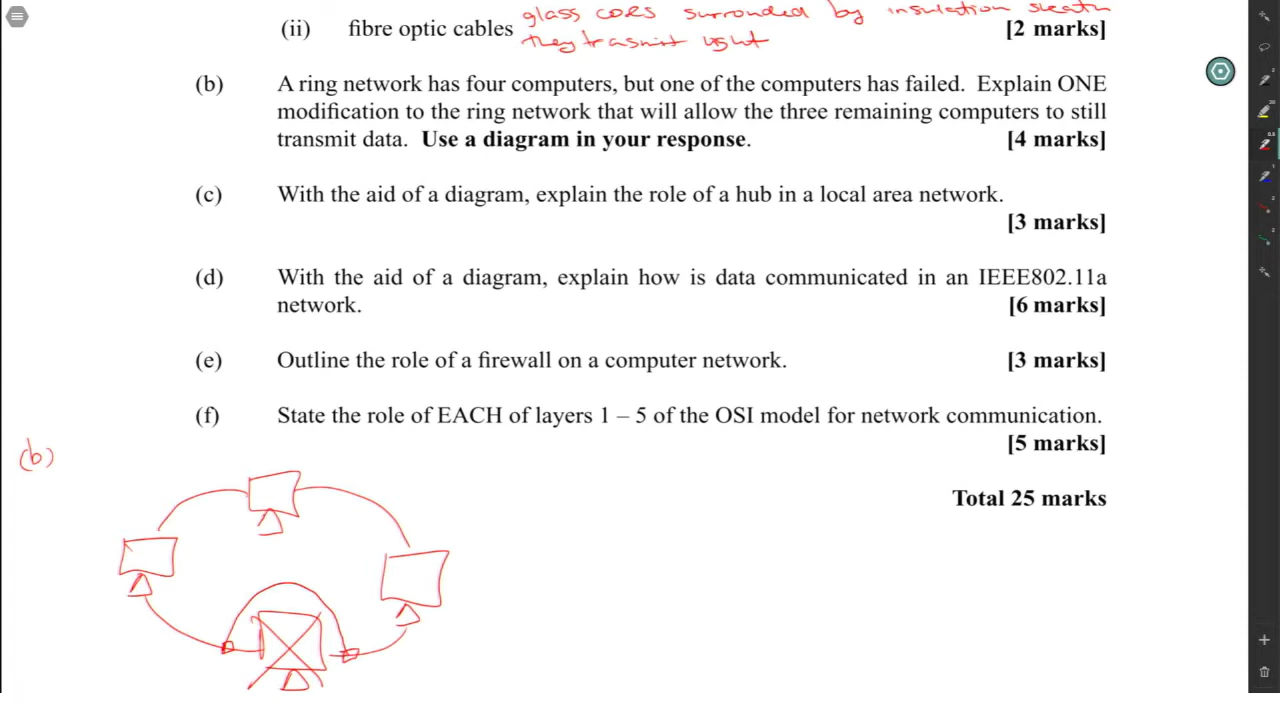 glass cores surronded by insulation sheath
(ii) fibre optic cables they transmit light [2 marks]
(b) A ring network has four computers, but one of the computers has failed. Explain ONE
modification to the ring network that will allow the three remaining computers to still
transmit data. Use a diagram in your response. [4 marks]
(c) With the aid of a diagram, explain the role of a hub in a local area network.
[3 marks]
(d) With the aid of a diagram, explain how is data communicated in an IEEE802.11a
network. [6 marks]
(e) Outline the role of a firewall on a computer network. [3 marks]
(f) State the role of EACH of layers 1 – 5 of the OSI model for network communication.
[5 marks]
(b)
Total 25 marks